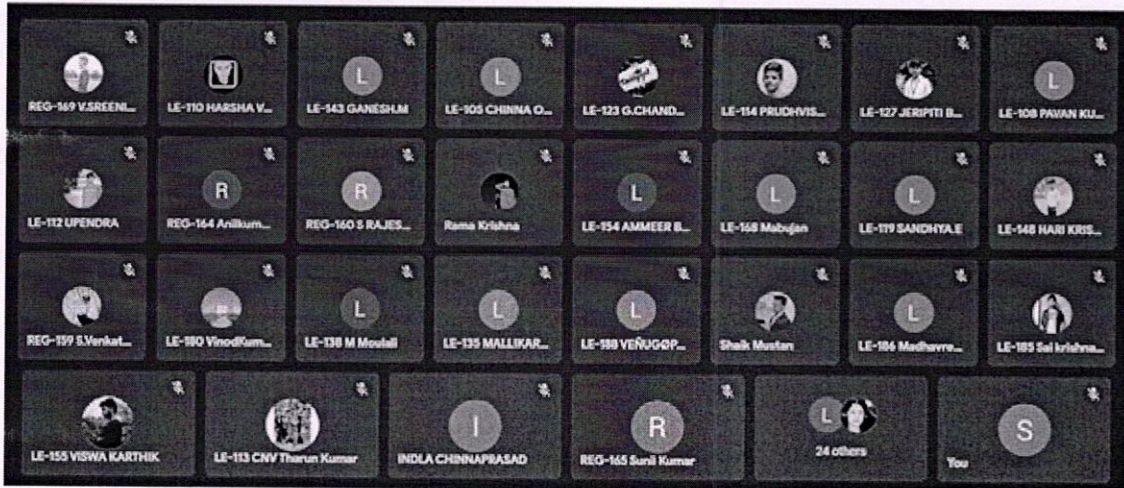 REG-169 V.SREENI...
LE-110 HARSHA V...
L
LE-143 GANESH.M
L
LE-105 CHINNA O...
LE-123 G.CHAND...
LE-114 PRUDHVIS...
LE-127 JERIPITI B...
L
LE-108 PAVAN KU...
LE-112 UPENDRA
R
REG-164 Anilkum...
R
REG-160 S RAJES...
Rama Krishna
L
LE-154 AMMEER B...
L
LE-168 Mabujan
L
LE-119 SANDHYA.E
LE-148 HARI KRIS...
REG-159 S.Venkat...
LE-180 VinodKum...
L
LE-138 M Moulali
L
LE-135 MALLIKAR...
L
LE-188 VEÑUGØP...
Shaik Mustan
L
LE-186 Madhavre...
LE-185 Sai krishna...
LE-155 VISWA KARTHIK
LE-113 CNV Tharun Kumar
I
INDLA CHINNAPRASAD
R
REG-165 Sunil Kumar
L
24 others
S
You